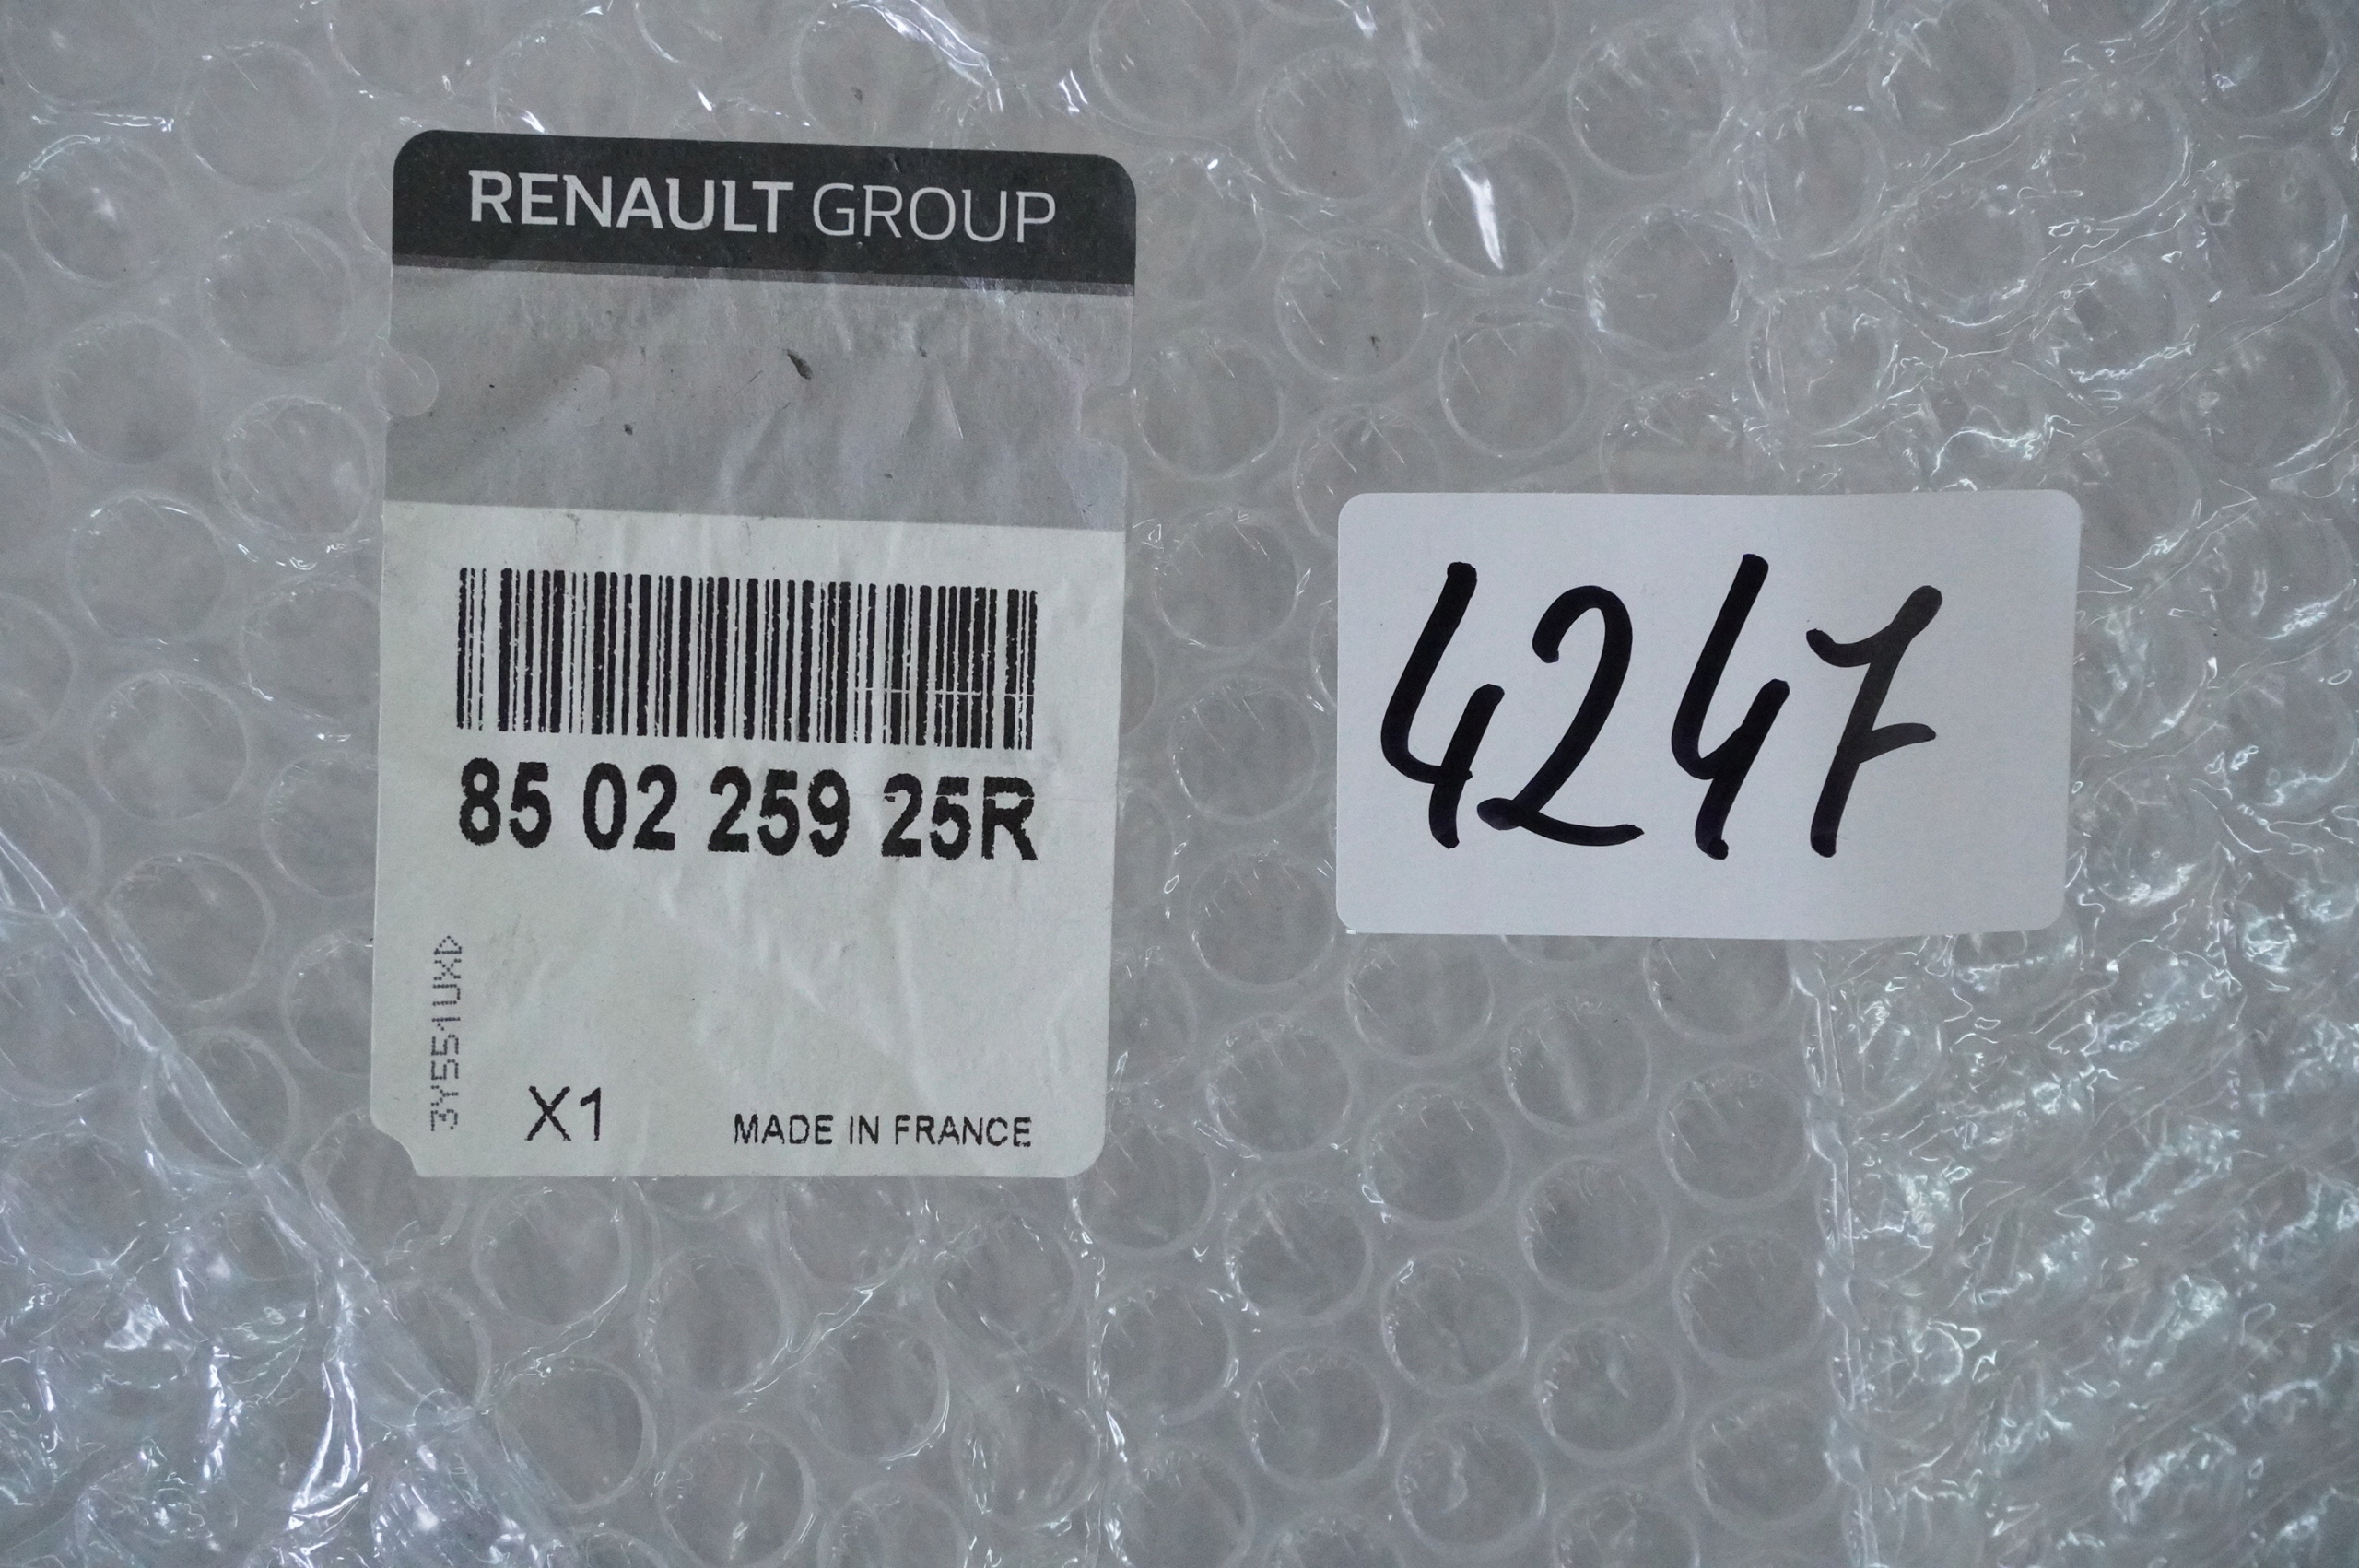 RENAULT GROUP
85 02 259 25R
3Y551UXD
X1
MADE IN FRANCE
4247